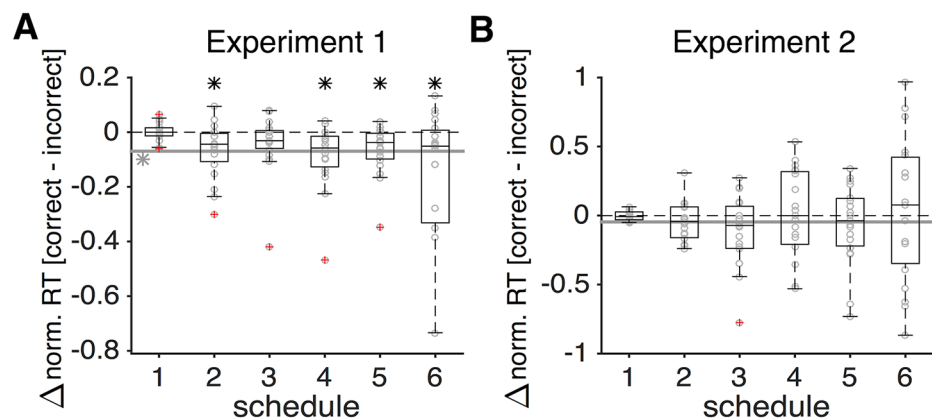 A
Experiment 1
Δ norm. RT [correct - incorrect]
0.2
0
-0.2
-0.4
-0.6
-0.8
* * * *
*
1 2 3 4 5 6
schedule
B
Experiment 2
Δ norm. RT [correct - incorrect]
1
0.5
0
-0.5
-1
1 2 3 4 5 6
schedule